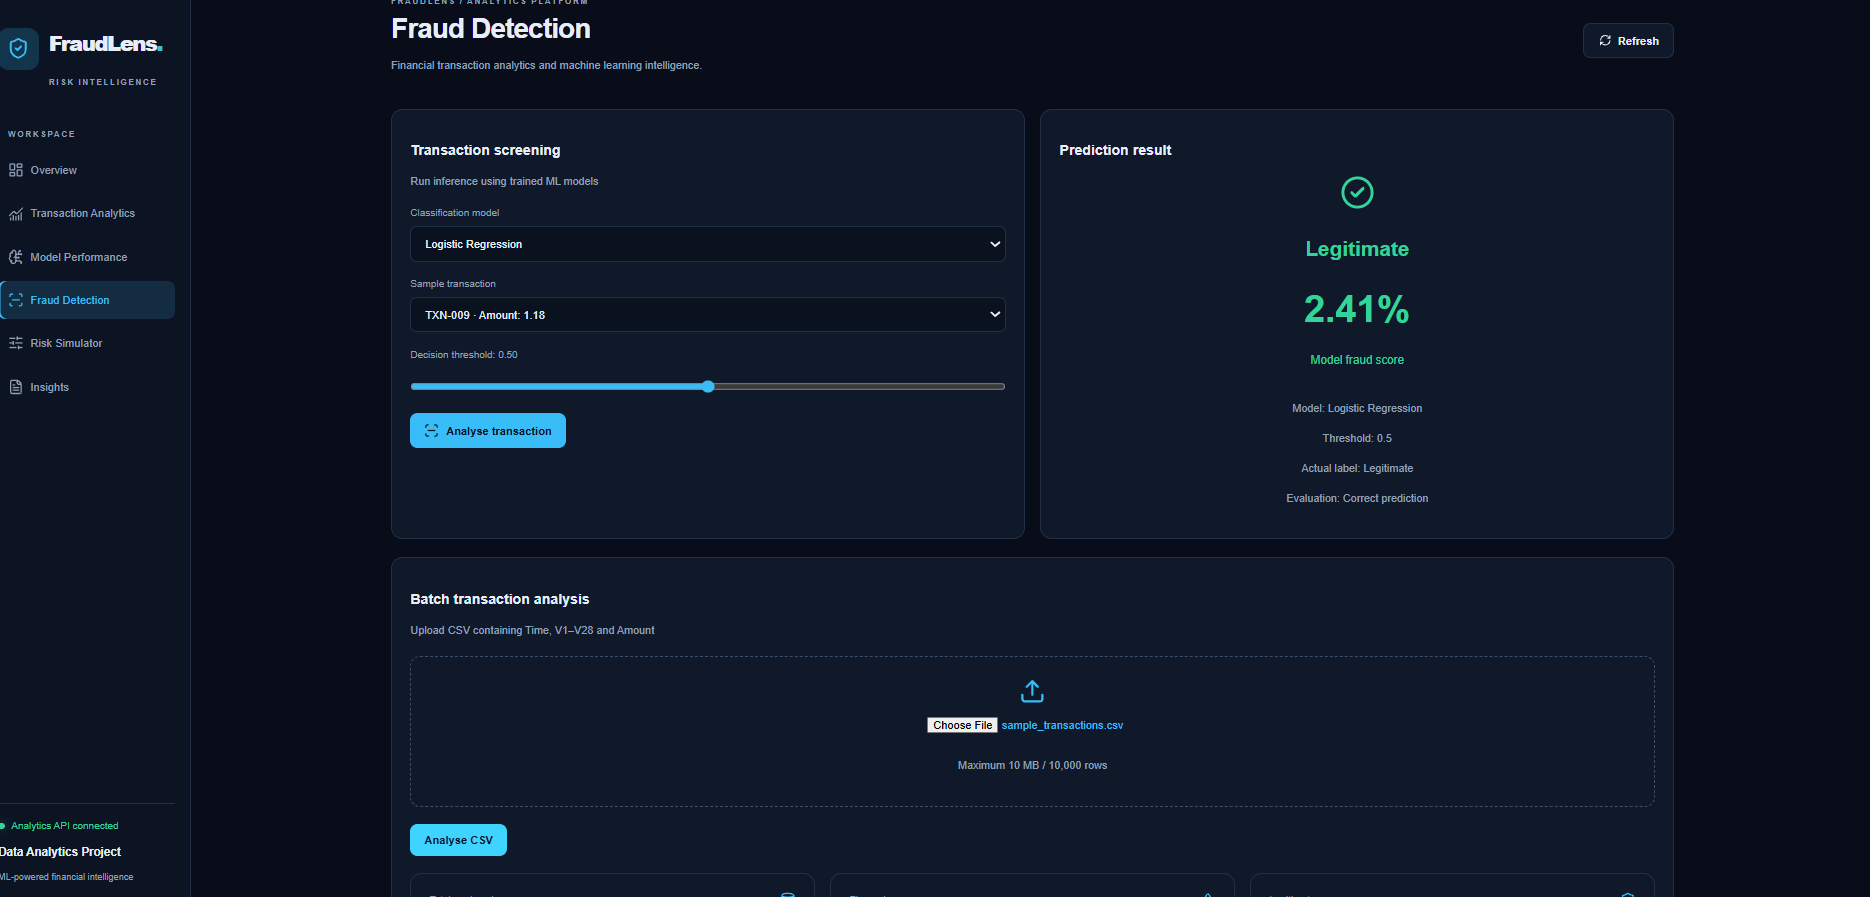 FraudLens.
RISK INTELLIGENCE
WORKSPACE
Overview
Transaction Analytics
Model Performance
Fraud Detection
Risk Simulator
Insights
Analytics API connected
Data Analytics Project
ML-powered financial intelligence
FRAUDLENS / ANALYTICS PLATFORM
Fraud Detection
Financial transaction analytics and machine learning intelligence.
Refresh
Transaction screening
Run inference using trained ML models
Classification model
Logistic Regression
Sample transaction
TXN-009 · Amount: 1.18
Decision threshold: 0.50
Analyse transaction
Prediction result
Legitimate
2.41%
Model fraud score
Model: Logistic Regression
Threshold: 0.5
Actual label: Legitimate
Evaluation: Correct prediction
Batch transaction analysis
Upload CSV containing Time, V1–V28 and Amount
Choose File sample_transactions.csv
Maximum 10 MB / 10,000 rows
Analyse CSV